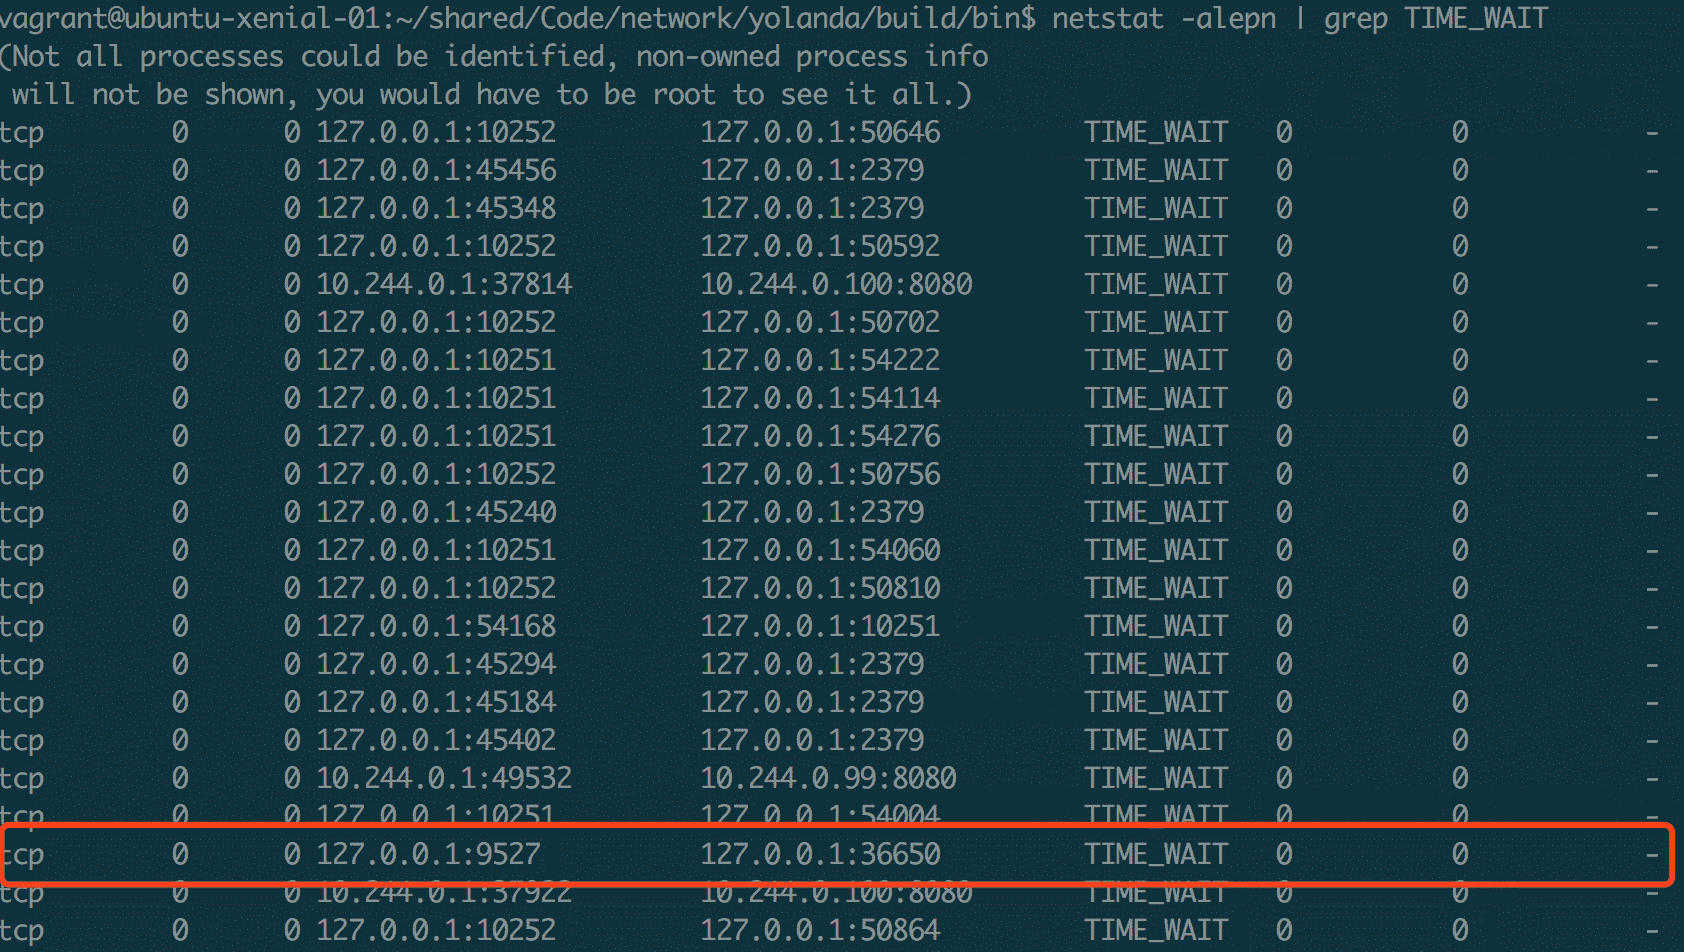 vagrant@ubuntu-xenial-01:~/shared/Code/network/yolanda/build/bin$ netstat -alepn | grep TIME_WAIT
(Not all processes could be identified, non-owned process info
 will not be shown, you would have to be root to see it all.)
tcp 0 0 127.0.0.1:10252 127.0.0.1:50646 TIME_WAIT 0 0 -
tcp 0 0 127.0.0.1:45456 127.0.0.1:2379 TIME_WAIT 0 0 -
tcp 0 0 127.0.0.1:45348 127.0.0.1:2379 TIME_WAIT 0 0 -
tcp 0 0 127.0.0.1:10252 127.0.0.1:50592 TIME_WAIT 0 0 -
tcp 0 0 10.244.0.1:37814 10.244.0.100:8080 TIME_WAIT 0 0 -
tcp 0 0 127.0.0.1:10252 127.0.0.1:50702 TIME_WAIT 0 0 -
tcp 0 0 127.0.0.1:10251 127.0.0.1:54222 TIME_WAIT 0 0 -
tcp 0 0 127.0.0.1:10251 127.0.0.1:54114 TIME_WAIT 0 0 -
tcp 0 0 127.0.0.1:10251 127.0.0.1:54276 TIME_WAIT 0 0 -
tcp 0 0 127.0.0.1:10252 127.0.0.1:50756 TIME_WAIT 0 0 -
tcp 0 0 127.0.0.1:45240 127.0.0.1:2379 TIME_WAIT 0 0 -
tcp 0 0 127.0.0.1:10251 127.0.0.1:54060 TIME_WAIT 0 0 -
tcp 0 0 127.0.0.1:10252 127.0.0.1:50810 TIME_WAIT 0 0 -
tcp 0 0 127.0.0.1:54168 127.0.0.1:10251 TIME_WAIT 0 0 -
tcp 0 0 127.0.0.1:45294 127.0.0.1:2379 TIME_WAIT 0 0 -
tcp 0 0 127.0.0.1:45184 127.0.0.1:2379 TIME_WAIT 0 0 -
tcp 0 0 127.0.0.1:45402 127.0.0.1:2379 TIME_WAIT 0 0 -
tcp 0 0 10.244.0.1:49532 10.244.0.99:8080 TIME_WAIT 0 0 -
tcp 0 0 127.0.0.1:10251 127.0.0.1:54004 TIME_WAIT 0 0 -
tcp 0 0 127.0.0.1:9527 127.0.0.1:36650 TIME_WAIT 0 0 -
tcp 0 0 10.244.0.1:37922 10.244.0.100:8080 TIME_WAIT 0 0 -
tcp 0 0 127.0.0.1:10252 127.0.0.1:50864 TIME_WAIT 0 0 -